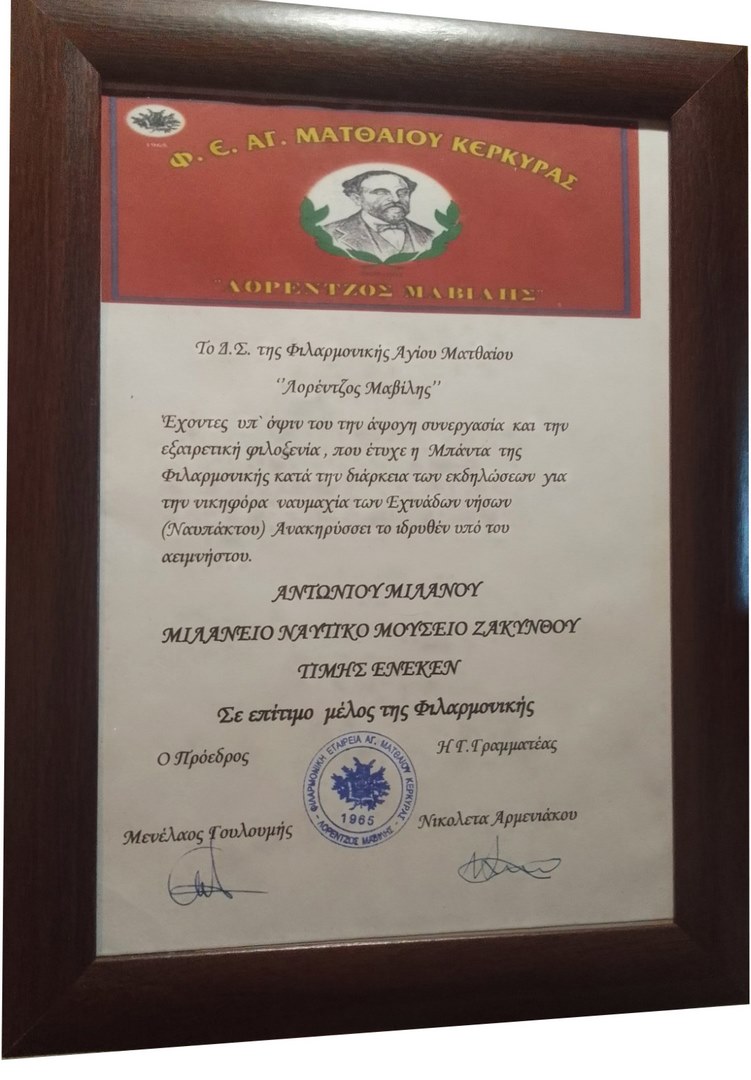 Φ. Ε. ΑΓ. ΜΑΤΘΑΙΟΥ ΚΕΡΚΥΡΑΣ
"ΛΟΡΕΝΤΖΟΣ ΜΑΒΙΛΗΣ"
Το Δ.Σ. της Φιλαρμονικής Αγίου Ματθαίου
‘’Λορέντζος Μαβίλης’’
Έχοντες υπ` όψιν του την άψογη συνεργασία και την
εξαιρετική φιλοξενία , που έτυχε η Μπάντα της
Φιλαρμονικής κατά την διάρκεια των εκδηλώσεων για
την νικηφόρα ναυμαχία των Εχινάδων νήσων
(Ναυπάκτου) Ανακηρύσσει το ιδρυθέν υπό του
αειμνήστου.
ΑΝΤΩΝΙΟΥ ΜΙΛΑΝΟΥ
ΜΙΛΑΝΕΙΟ ΝΑΥΤΙΚΟ ΜΟΥΣΕΙΟ ΖΑΚΥΝΘΟΥ
ΤΙΜΗΣ ΕΝΕΚΕΝ
Σε επίτιμο μέλος της Φιλαρμονικής
Ο Πρόεδρος
Η Γ.Γραμματέας
ΦΙΛΑΡΜΟΝΙΚΗ ΕΤΑΙΡΕΙΑ ΑΓ. ΜΑΤΘΑΙΟΥ ΚΕΡΚΥΡΑΣ
1965
ΛΟΡΕΝΤΖΟΣ ΜΑΒΙΛΗΣ
Μενέλαος Γουλουμής
Νικολετα Αρμενιάκου